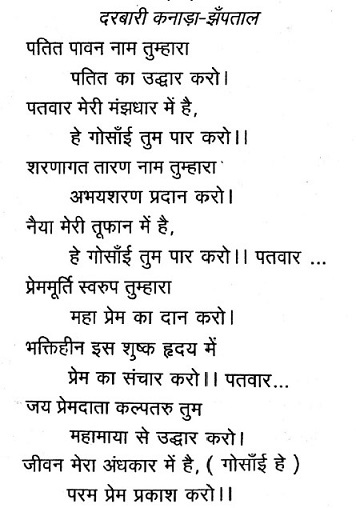 दरबारी कनाड़ा-झँपताल
पतित पावन नाम तुम्हारा
पतित का उद्धार करो।
पतवार मेरी मंझधार में है,
हे गोसाँई तुम पार करो।।
शरणागत तारण नाम तुम्हारा
अभयशरण प्रदान करो।
नैया मेरी तूफान में है,
हे गोसाँई तुम पार करो।। पतवार ...
प्रेममूर्ति स्वरुप तुम्हारा
महा प्रेम का दान करो।
भक्तिहीन इस शुष्क हृदय में
प्रेम का संचार करो।। पतवार...
जय प्रेमदाता कल्पतरु तुम
महामाया से उद्धार करो।
जीवन मेरा अंधकार में है, ( गोसाँई हे )
परम प्रेम प्रकाश करो।।